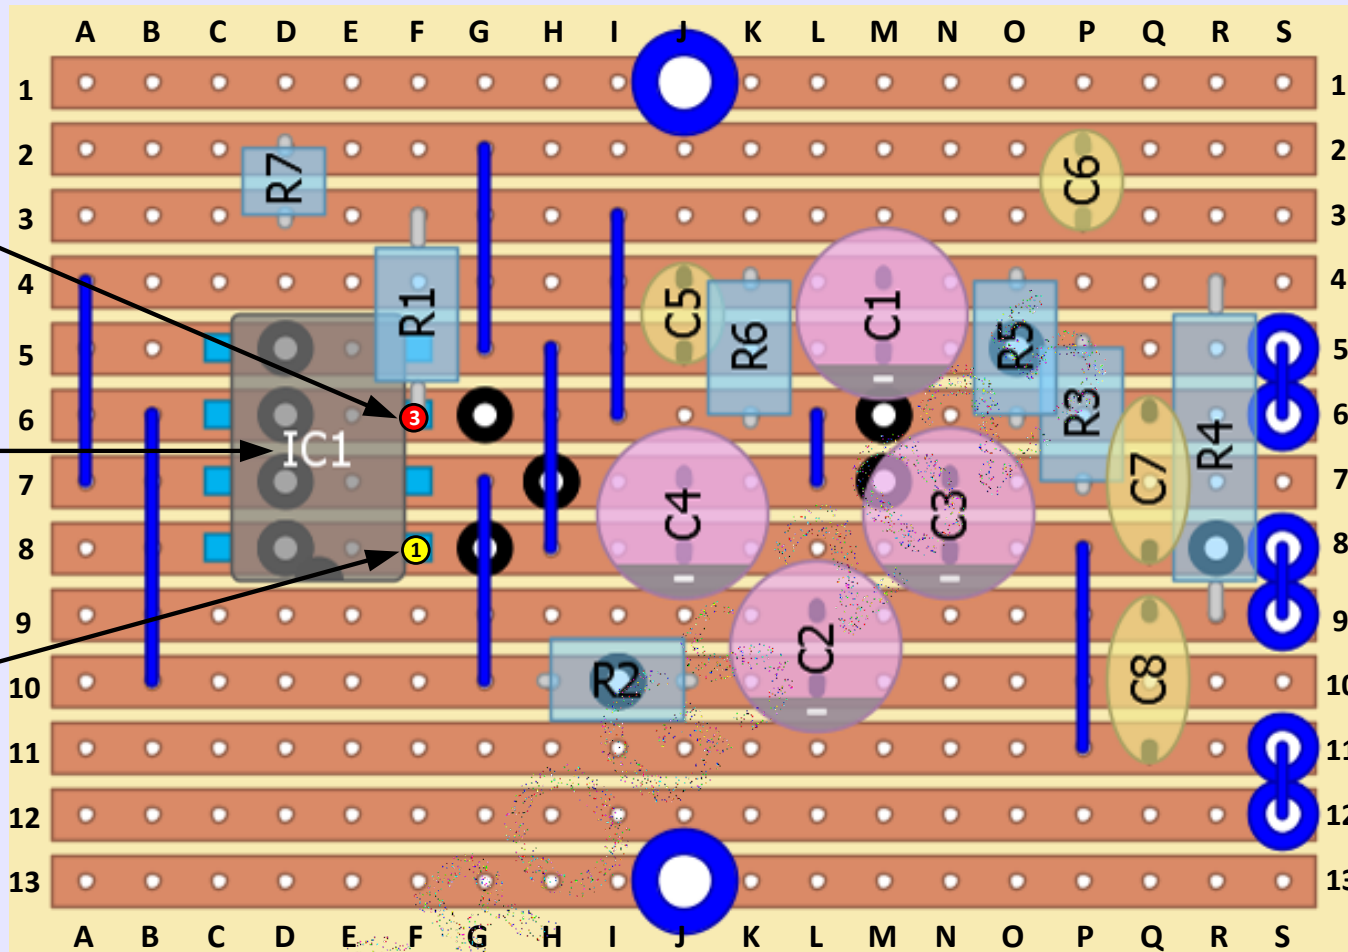 A B C D E F G H I J K L M N O P Q R S
1 1
2 R7 C6 2
3 3
4 R1 C5 R6 C1 R5 4
5 R3 5
6 3 R4 6
IC1
7 C4 C3 C7 7
8 1 8
9 C2 9
10 R2 C8 10
11 11
12 12
13 13
A B C D E F G H I J K L M N O P Q R S